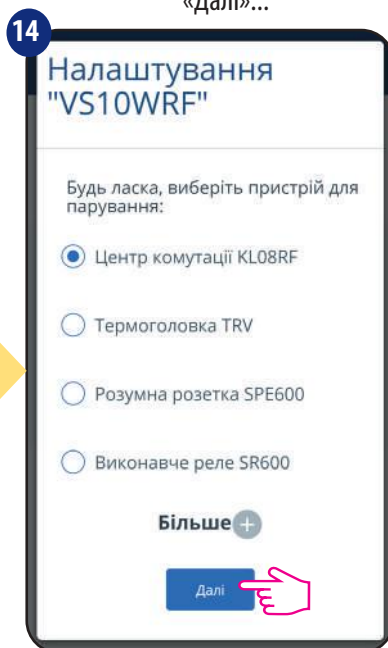 «Далі»...
14
Налаштування
"VS10WRF"
Будь ласка, виберіть пристрій для
парування:
Центр комутації KL08RF
Термоголовка TRV
Розумна розетка SPE600
Виконавче реле SR600
Більше +
Далі